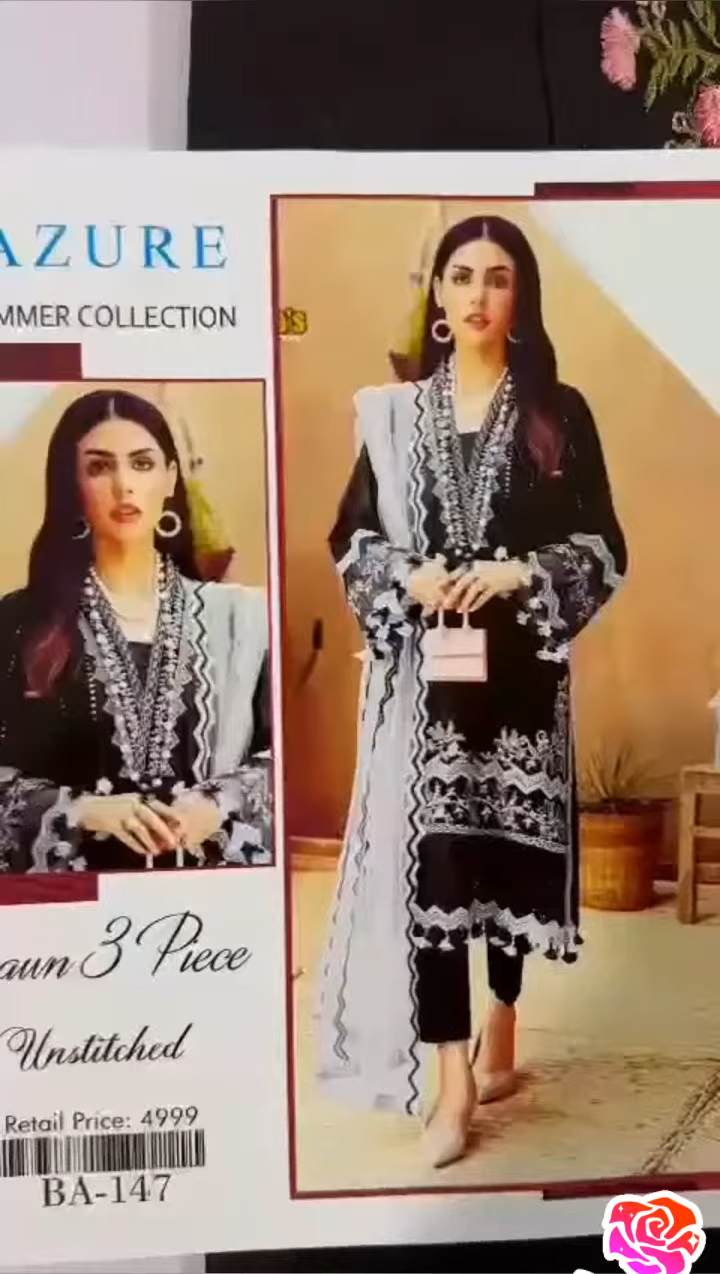 AZURE
MMER COLLECTION
's
aun 3 Piece
Unstitched
Retail Price: 4999
BA-147